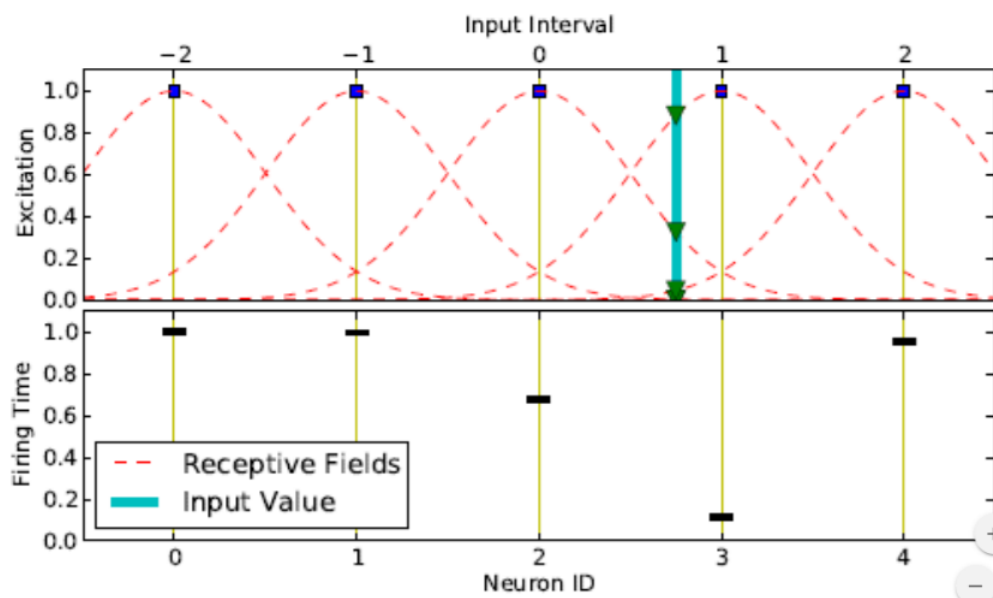 Input Interval
−2 −1 0 1 2
Excitation
1.0
0.8
0.6
0.4
0.2
0.0
Firing Time
1.0
0.8
0.6
0.4
0.2
0.0
Receptive Fields
Input Value
0 1 2 3 4
Neuron ID
+
−